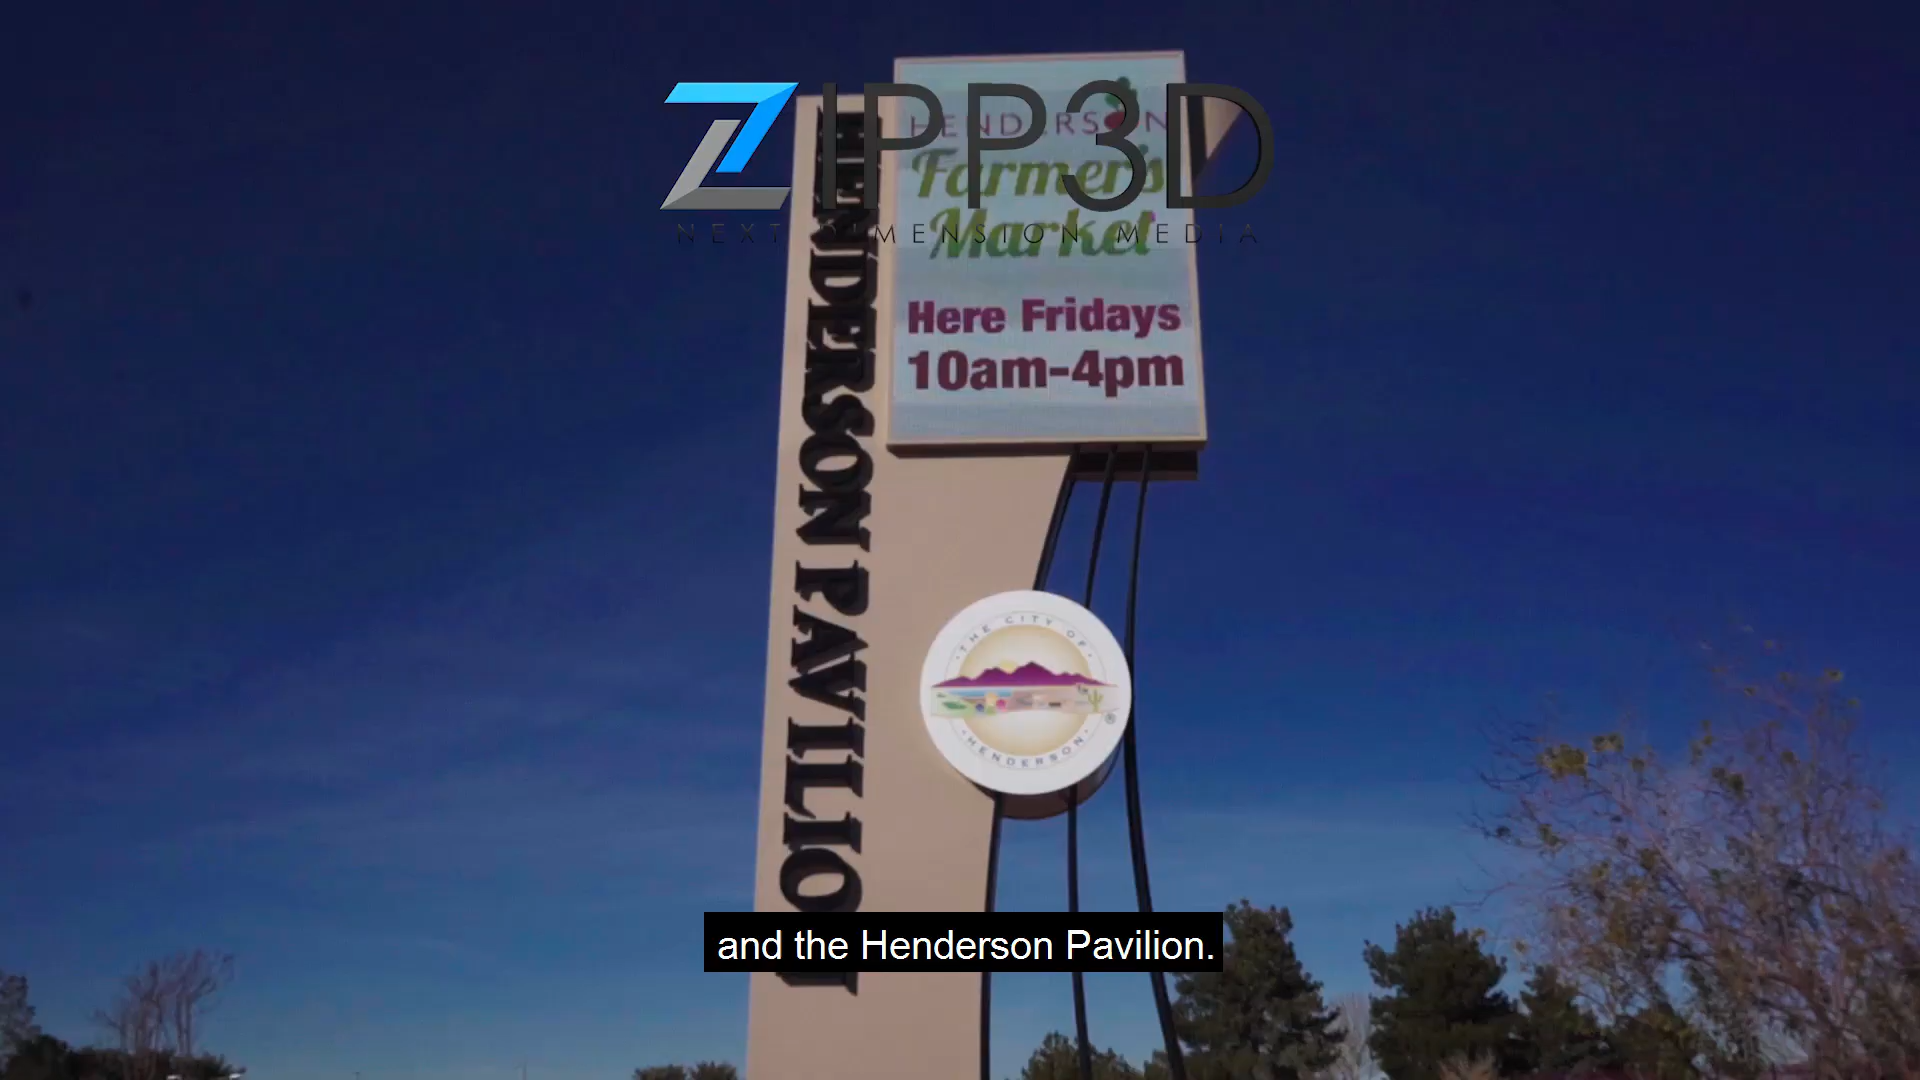 ZIPP3D
NEXT DIMENSION MEDIA
HENDERSON
Farmer's
Market
Here Fridays
10am-4pm
HENDERSON PAVILION
THE CITY OF
HENDERSON
®
and the Henderson Pavilion.